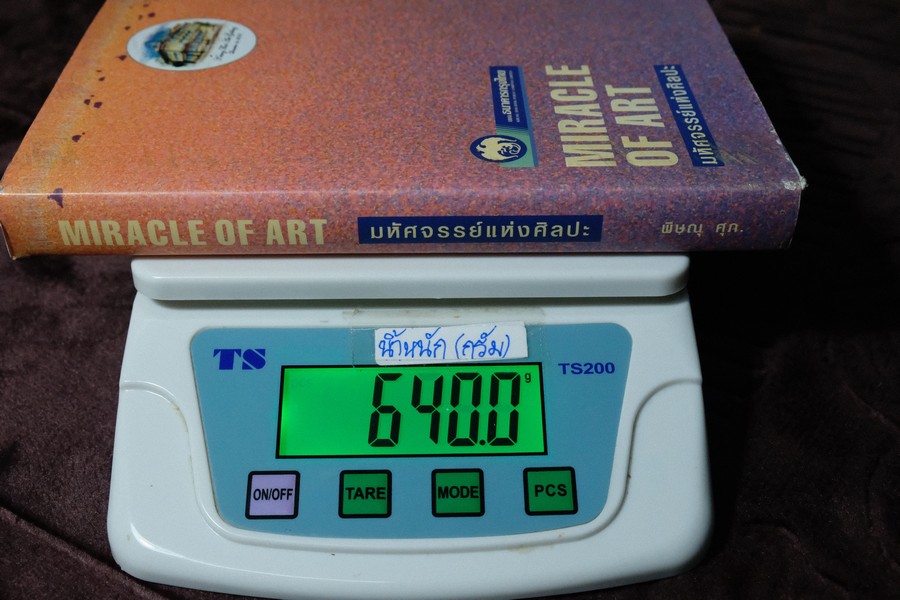 MIRACLE
OF ART
มหัศจรรย์แห่งศิลปะ
MIRACLE OF ART
มหัศจรรย์แห่งศิลปะ
พิษณุ ศุภ.
น้ำหนัก (กรัม)
TS
TS200
640.0 g
ON/OFF
TARE
MODE
PCS